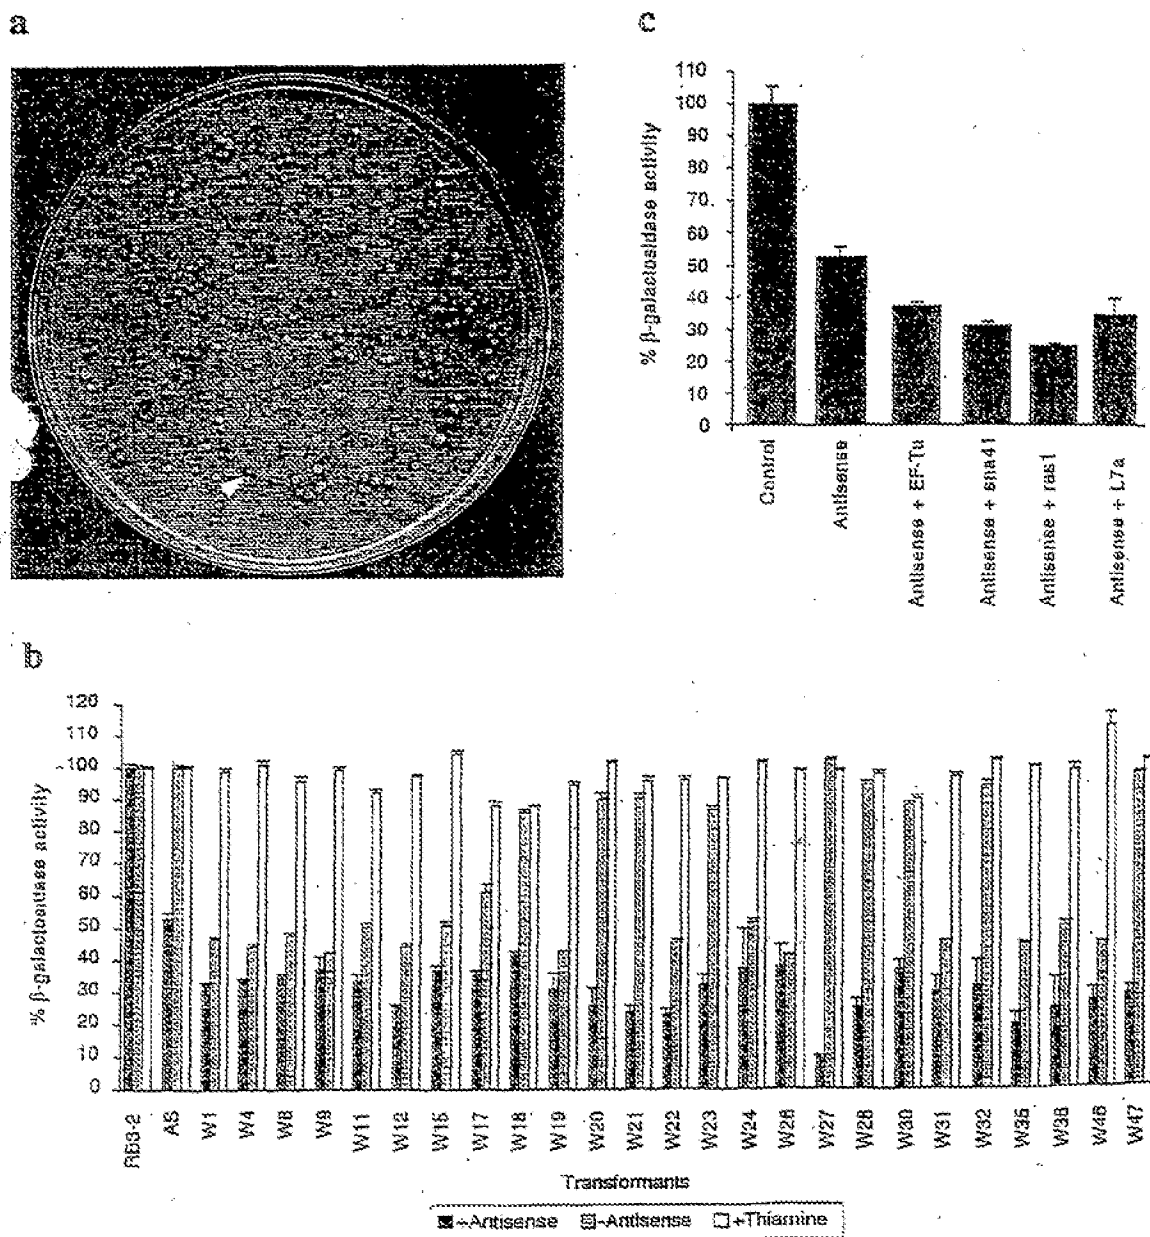 a
c
% β-galactosidase activity
110
100
90
80
70
60
50
40
30
20
10
0
Control
Antisense
Antisense + EF-Tu
Antisense + sna41
Antisense + ras1
Antisense + L7a
b
% β-galactosidase activity
120
110
100
90
80
70
60
50
40
30
20
10
0
RB3-2
AS
W1
W4
W8
W9
W11
W12
W15
W17
W18
W19
W20
W21
W22
W23
W24
W26
W27
W28
W30
W31
W32
W35
W38
W46
W47
Transformants
+Antisense -Antisense +Thiamine